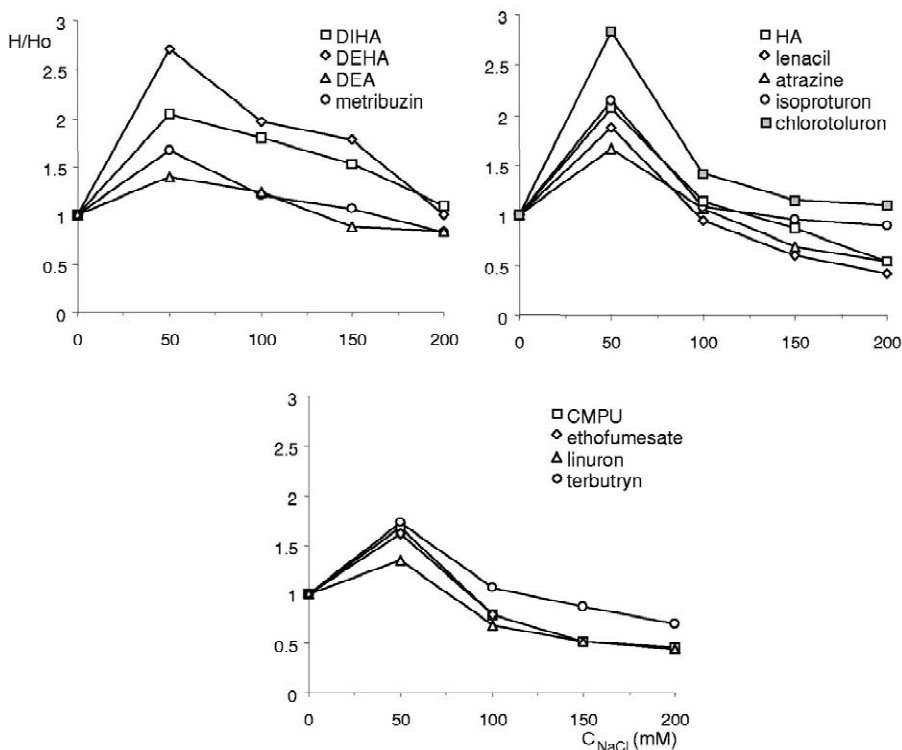 H/Ho
3
2.5
2
1.5
1
0.5
0
0 50 100 150 200
DIHA
DEHA
DEA
metribuzin
3
2.5
2
1.5
1
0.5
0
0 50 100 150 200
HA
lenacil
atrazine
isoproturon
chlorotoluron
3
2.5
2
1.5
1
0.5
0
0 50 100 150 200
CMPU
ethofumesate
linuron
terbutryn
C NaCl (mM)